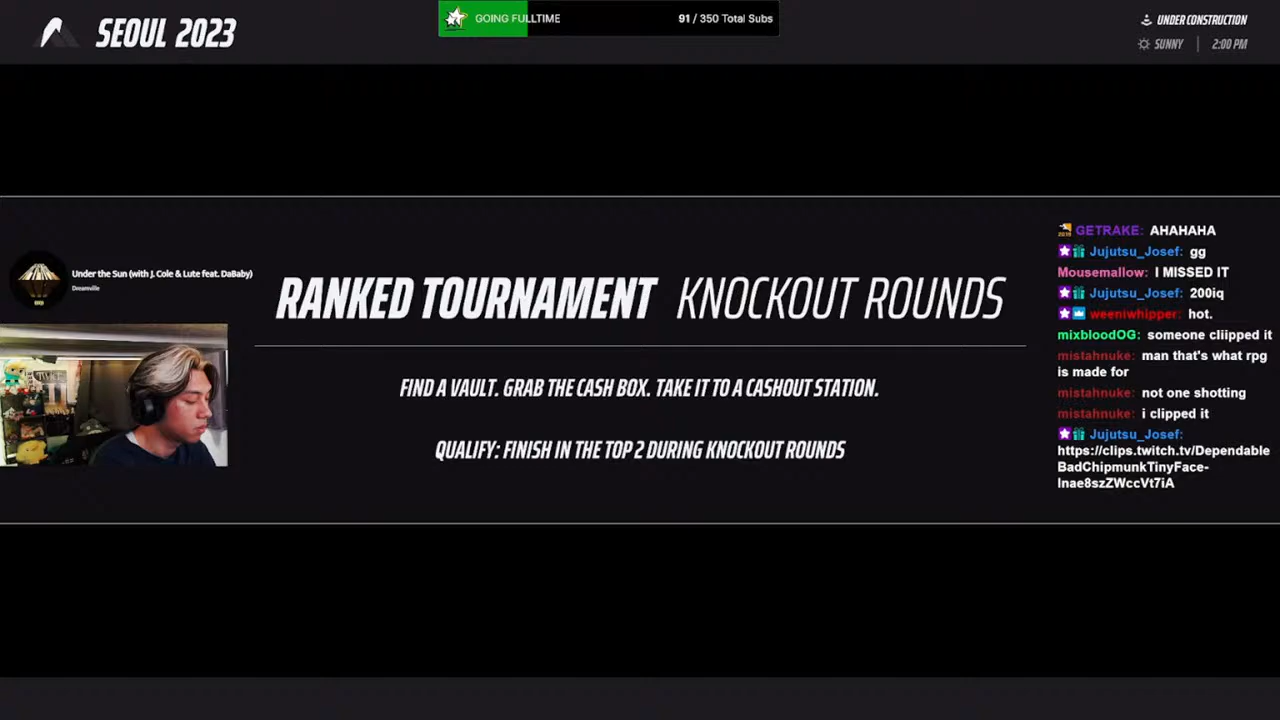 SEOUL 2023
GOING FULLTIME
91 / 350 Total Subs
UNDER CONSTRUCTION
SUNNY
2:00 PM
Under the Sun (with J. Cole & Lute feat. DaBaby)
Dreamville
RANKED TOURNAMENT KNOCKOUT ROUNDS
FIND A VAULT. GRAB THE CASH BOX. TAKE IT TO A CASHOUT STATION.
QUALIFY: FINISH IN THE TOP 2 DURING KNOCKOUT ROUNDS
GETRAKE: AHAHAHA
Jujutsu_Josef: gg
Mousemallow: I MISSED IT
Jujutsu_Josef: 200iq
weeniwhipper: hot.
mixbloodOG: someone cliipped it
mistahnuke: man that's what rpg
is made for
mistahnuke: not one shotting
mistahnuke: i clipped it
Jujutsu_Josef:
https://clips.twitch.tv/Dependable
BadChipmunkTinyFace-
lnae8szZWccVt7iA